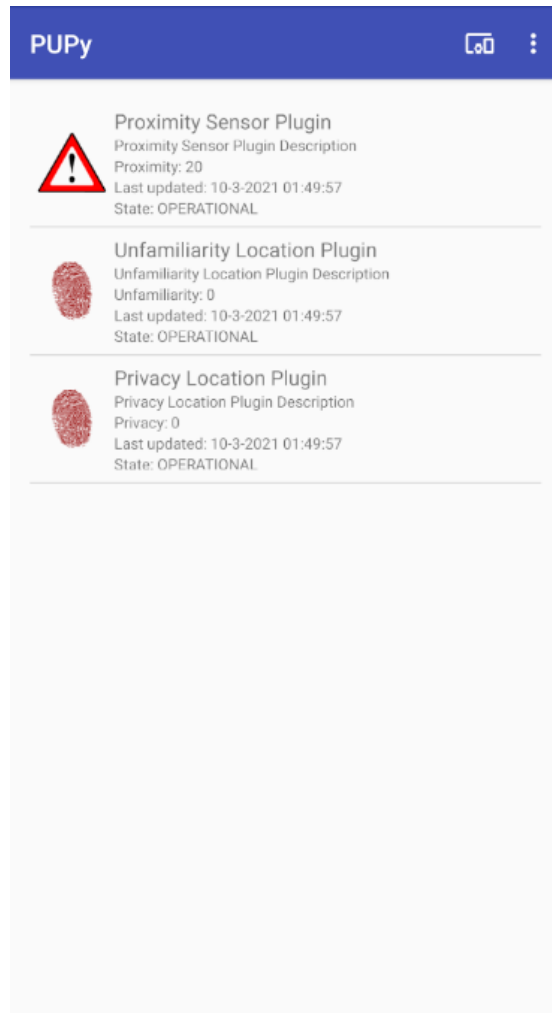 PUPy
Proximity Sensor Plugin
Proximity Sensor Plugin Description
Proximity: 20
Last updated: 10-3-2021 01:49:57
State: OPERATIONAL
Unfamiliarity Location Plugin
Unfamiliarity Location Plugin Description
Unfamiliarity: 0
Last updated: 10-3-2021 01:49:57
State: OPERATIONAL
Privacy Location Plugin
Privacy Location Plugin Description
Privacy: 0
Last updated: 10-3-2021 01:49:57
State: OPERATIONAL